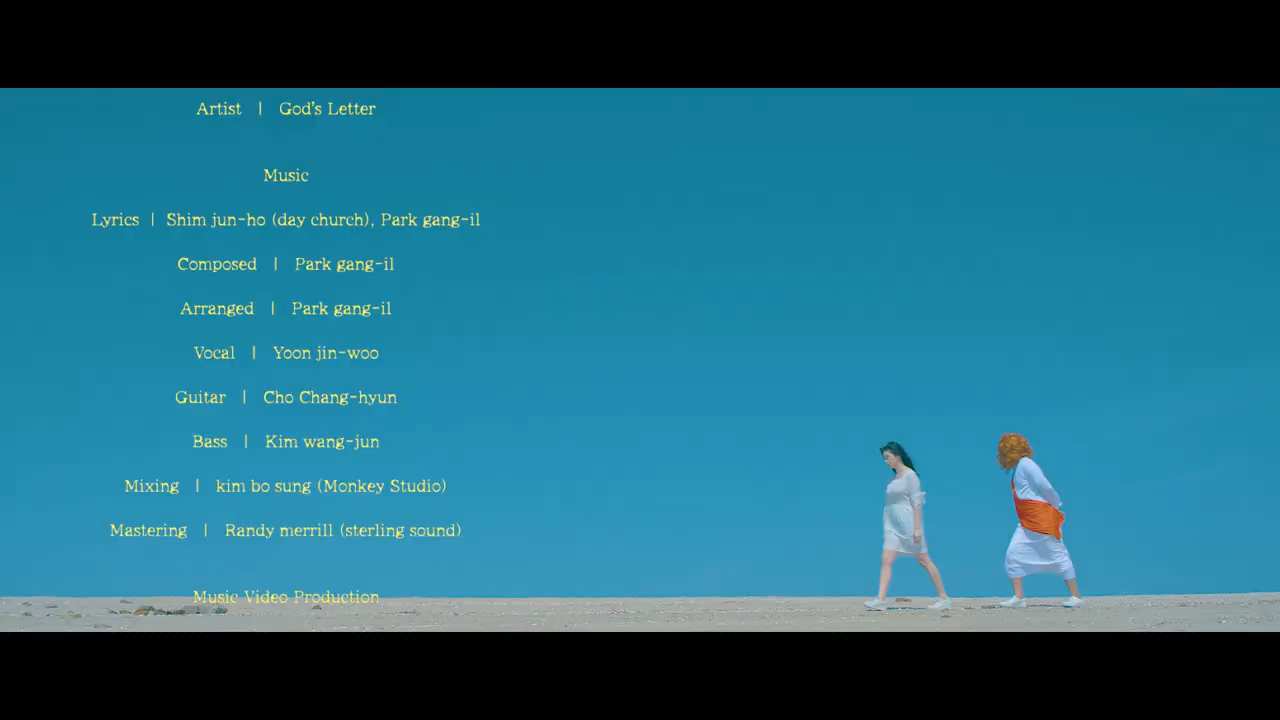 Artist | God's Letter
Music
Lyrics | Shim jun-ho (day church), Park gang-il
Composed | Park gang-il
Arranged | Park gang-il
Vocal | Yoon jin-woo
Guitar | Cho Chang-hyun
Bass | Kim wang-jun
Mixing | kim bo sung (Monkey Studio)
Mastering | Randy merrill (sterling sound)
Music Video Production